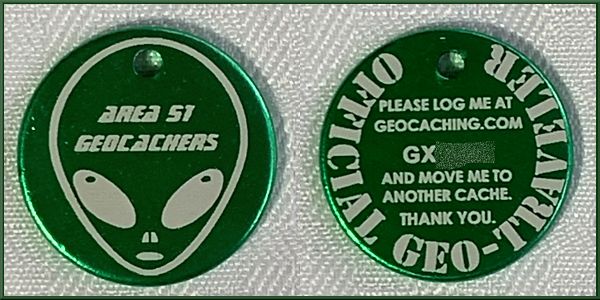 AREA 51
GEOCACHERS
OFFICIAL GEO-TRAVELER
PLEASE LOG ME AT
GEOCACHING.COM
GX
AND MOVE ME TO
ANOTHER CACHE.
THANK YOU.